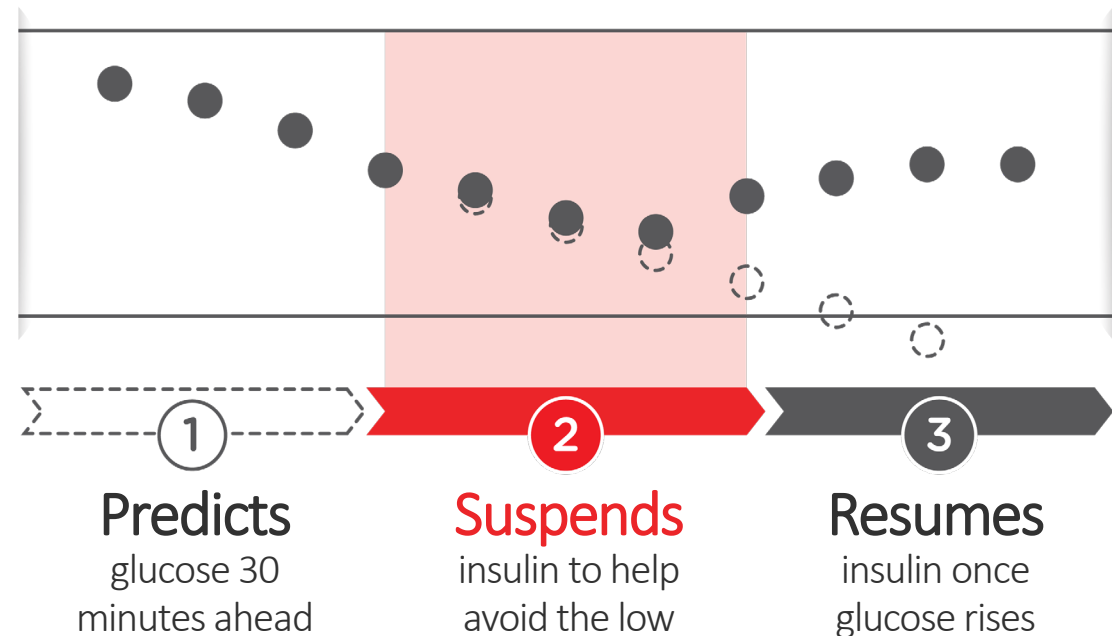 1
Predicts
glucose 30
minutes ahead
2
Suspends
insulin to help
avoid the low
3
Resumes
insulin once
glucose rises